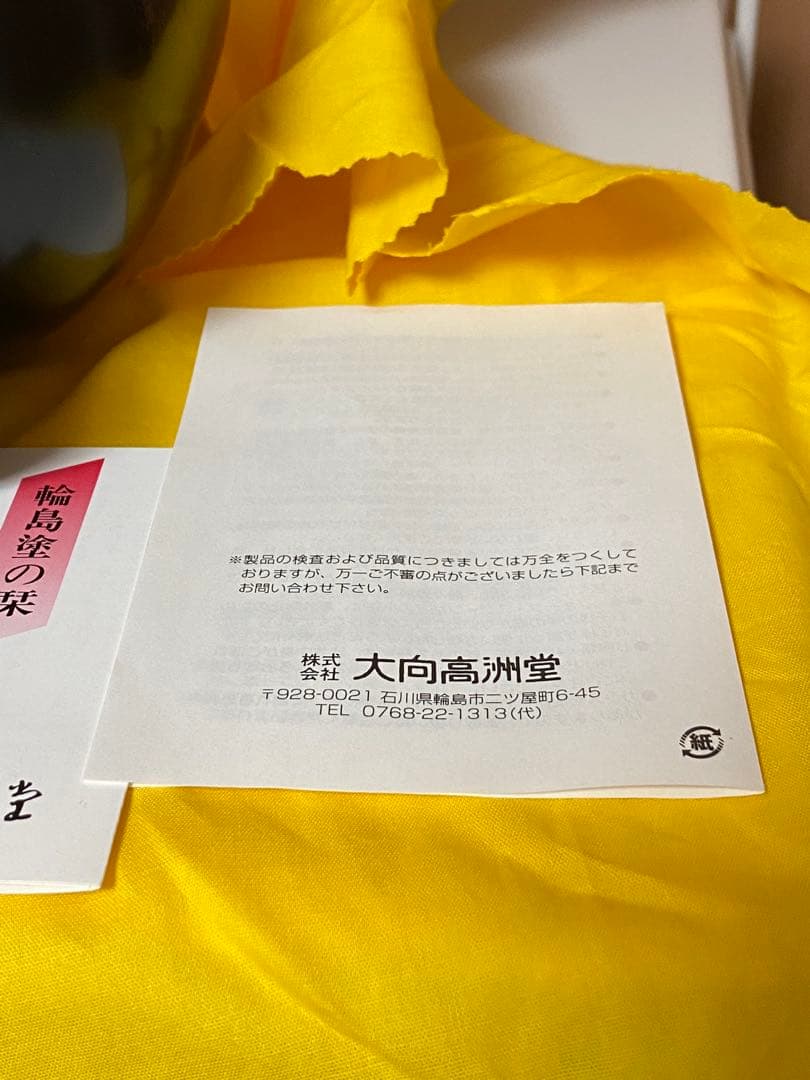 輪島塗の栞
堂
※製品の検査および品質につきましては万全をつくして
おりますが、万一ご不審の点がございましたら下記まで
お問い合わせ下さい。
株式会社 大向高洲堂
〒928-0021 石川県輪島市二ツ屋町6-45
TEL 0768-22-1313(代)
紙